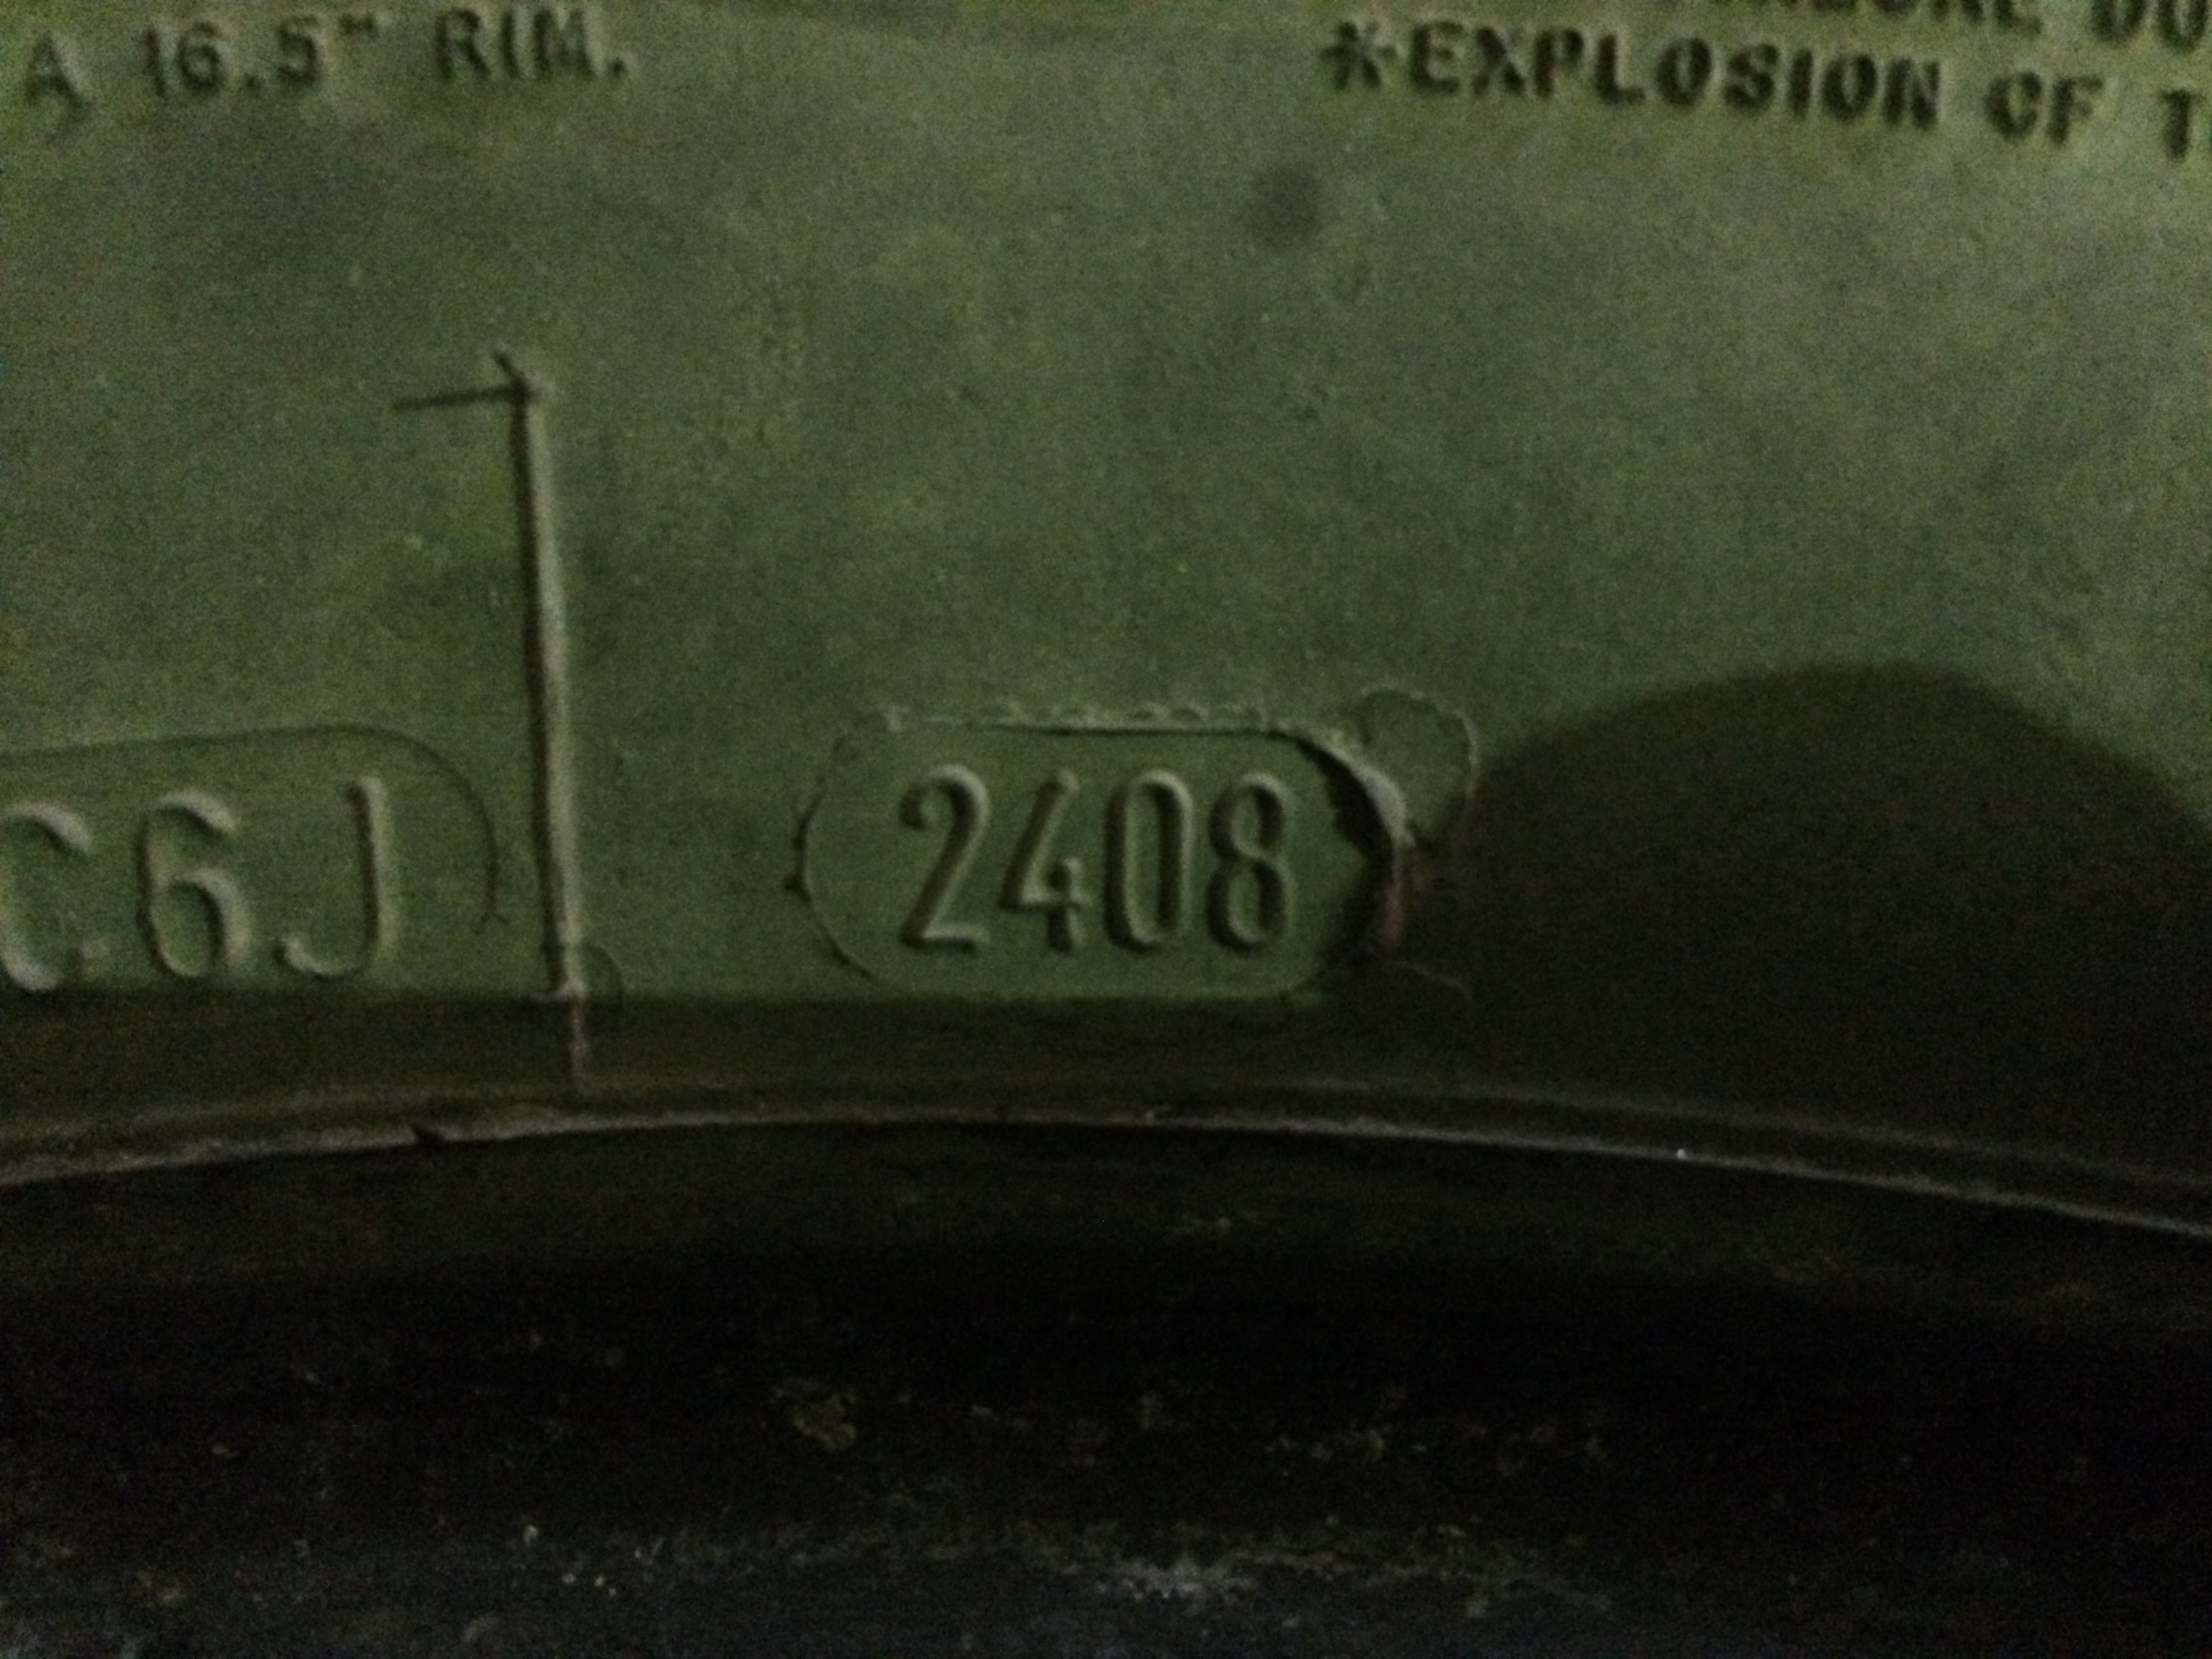 A 16.5" RIM.
*EXPLOSION OF
C6J
2408